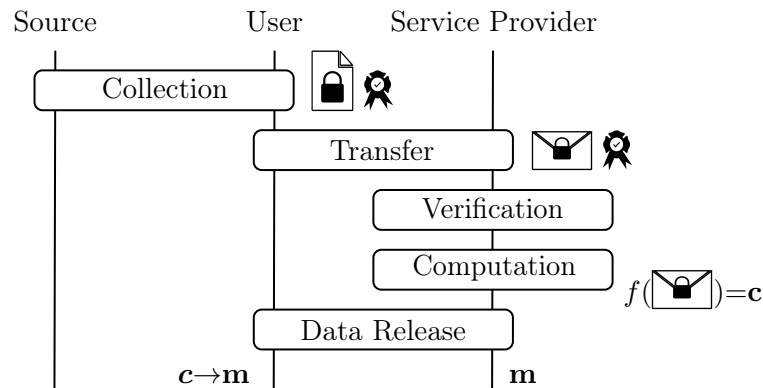 Source User Service Provider
Collection
Transfer
Verification
Computation
f( )=c
Data Release
c→m m